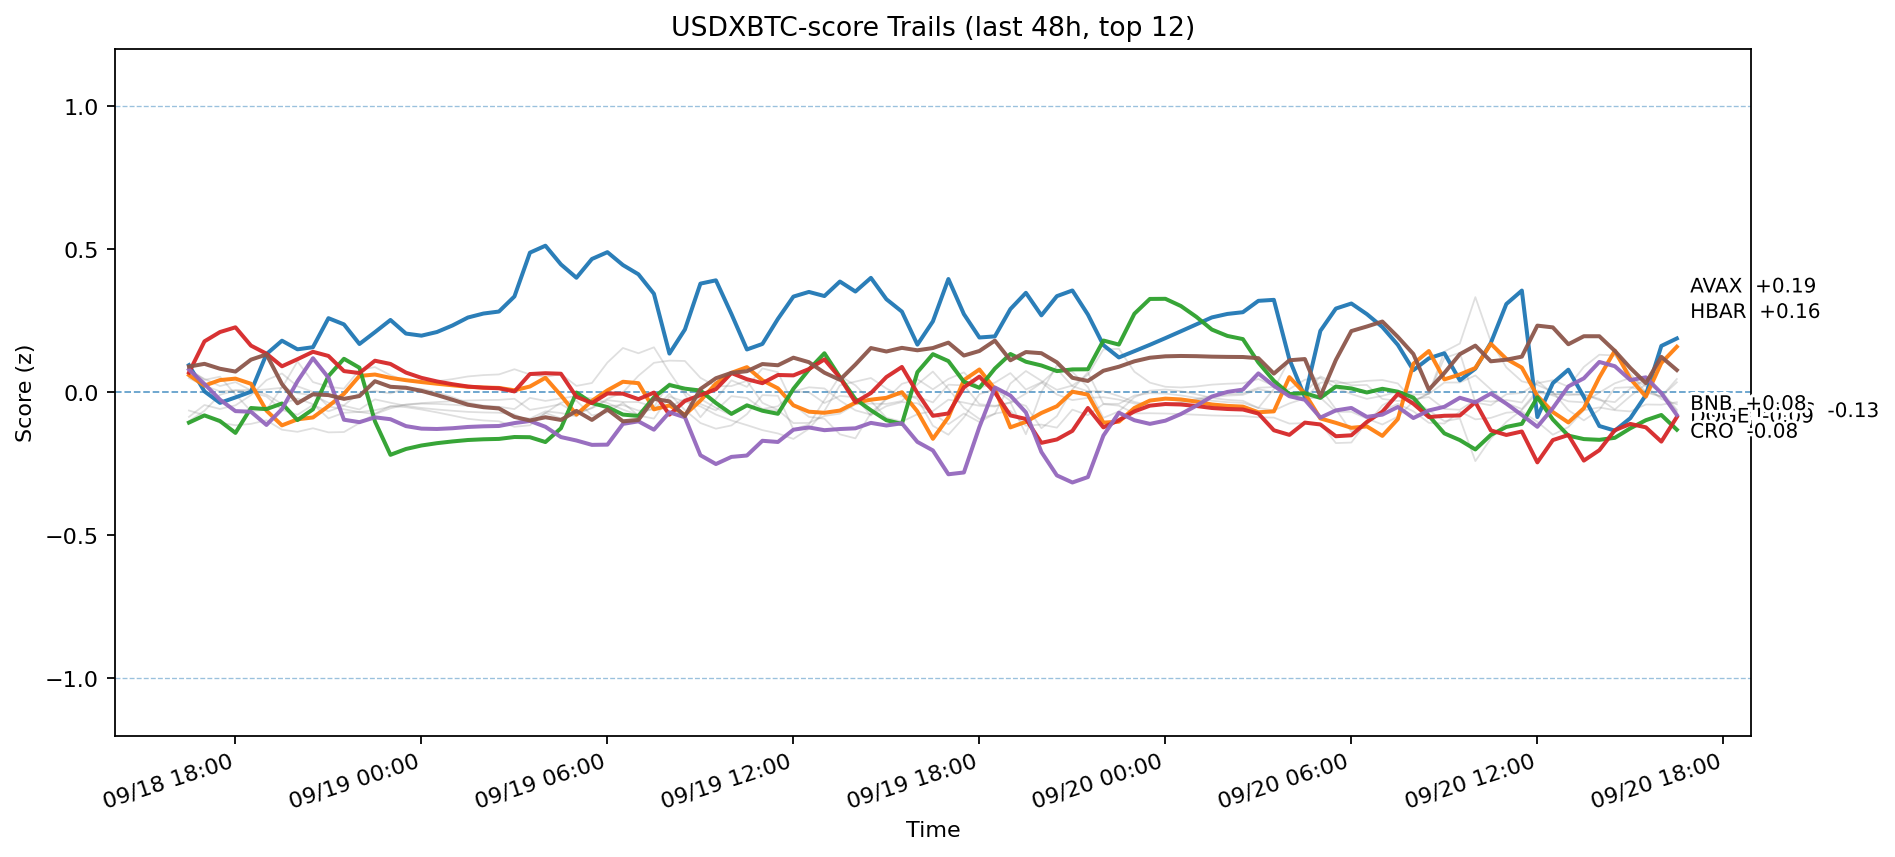 USDXBTC-score Trails (last 48h, top 12)
Score (z)
1.0
0.5
0.0
−0.5
−1.0
AVAX +0.19
HBAR +0.16
BNB +0.08
DOGE -0.09
-0.13
CRO -0.08
09/18 18:00
09/19 00:00
09/19 06:00
09/19 12:00
09/19 18:00
09/20 00:00
09/20 06:00
09/20 12:00
09/20 18:00
Time